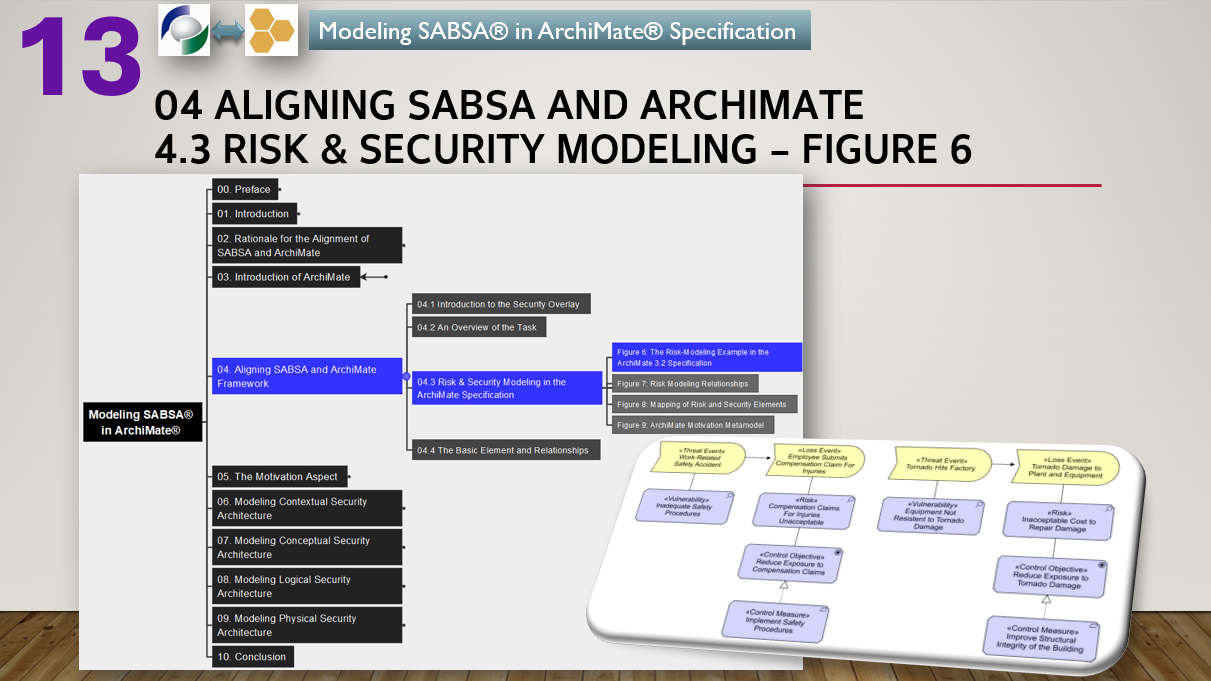 13
Modeling SABSA® in ArchiMate® Specification
04 ALIGNING SABSA AND ARCHIMATE
4.3 RISK & SECURITY MODELING – FIGURE 6
Modeling SABSA®
in ArchiMate®
00. Preface
01. Introduction
02. Rationale for the Alignment of
SABSA and ArchiMate
03. Introduction of ArchiMate
04. Aligning SABSA and ArchiMate
Framework
04.1 Introduction to the Security Overlay
04.2 An Overview of the Task
04.3 Risk & Security Modeling in the
ArchiMate Specification
Figure 6: The Risk-Modeling Example in the
ArchiMate 3.2 Specification
Figure 7: Risk Modeling Relationships
Figure 8: Mapping of Risk and Security Elements
Figure 9: ArchiMate Motivation Metamodel
04.4 The Basic Element and Relationships
05. The Motivation Aspect
06. Modeling Contextual Security
Architecture
07. Modeling Conceptual Security
Architecture
08. Modeling Logical Security
Architecture
09. Modeling Physical Security
Architecture
10. Conclusion
«Threat Event»
Work-Related
Safety Accident
«Loss Event»
Employee Submits
Compensation Claim For
Injuries
«Threat Event»
Tornado Hits Factory
«Loss Event»
Tornado Damage to
Plant and Equipment
«Vulnerability»
Inadequate Safety
Procedures
«Risk»
Compensation Claims
For Injuries
Unacceptable
«Vulnerability»
Equipment Not
Resistent to Tornado
Damage
«Risk»
Inacceptable Cost to
Repair Damage
«Control Objective»
Reduce Exposure to
Compensation Claims
«Control Objective»
Reduce Exposure to
Tornado Damage
«Control Measure»
Implement Safety
Procedures
«Control Measure»
Improve Structural
Integrity of the Building